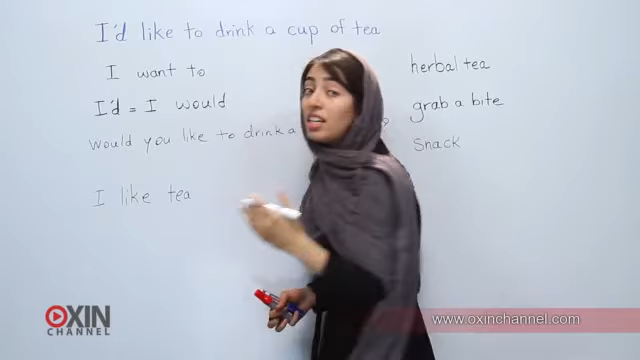 I'd like to drink a cup of tea
I want to
I'd = I would
Would you like to drink a
I like tea
herbal tea
grab a bite
Snack
OXIN
CHANNEL
www.oxinchannel.com